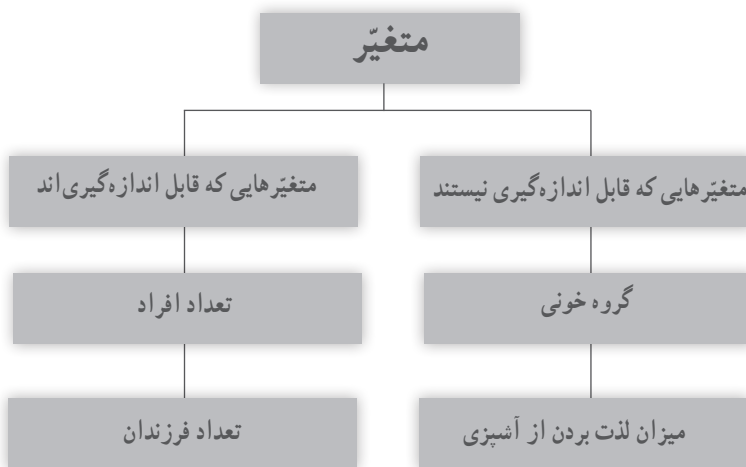 متغیّر
متغیّرهایی که قابل اندازه‌گیری نیستند
متغیّرهایی که قابل اندازه‌گیری‌اند
گروه خونی
تعداد افراد
میزان لذت بردن از آشپزی
تعداد فرزندان